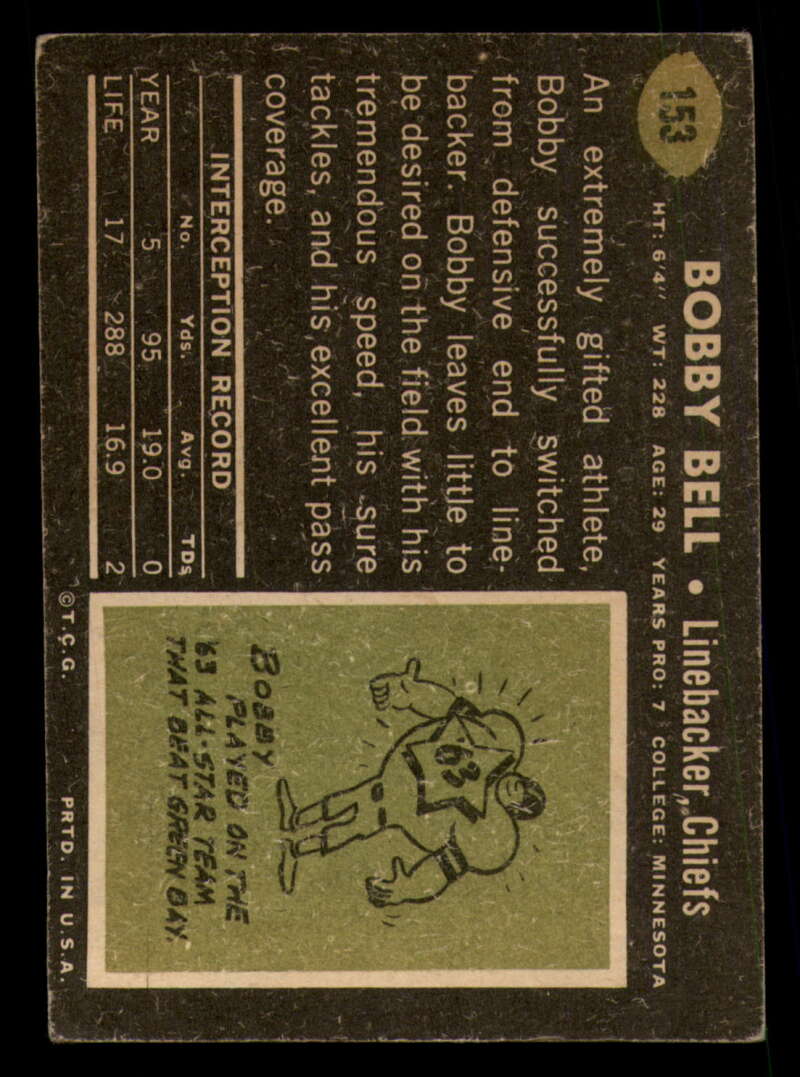 153
BOBBY BELL • Linebacker, Chiefs
HT: 6'4" WT: 228 AGE: 29 YEARS PRO: 7 COLLEGE: MINNESOTA
An extremely gifted athlete,
Bobby successfully switched
from defensive end to line-
backer. Bobby leaves little to
be desired on the field with his
tremendous speed, his sure
tackles, and his excellent pass
coverage.
INTERCEPTION RECORD
No. Yds. Avg. TDs
YEAR 5 95 19.0 0
LIFE 17 288 16.9 2
'63
BOBBY
PLAYED ON THE
'63 ALL-STAR TEAM
THAT BEAT GREEN BAY.
©T.C.G. PRTD. IN U.S.A.